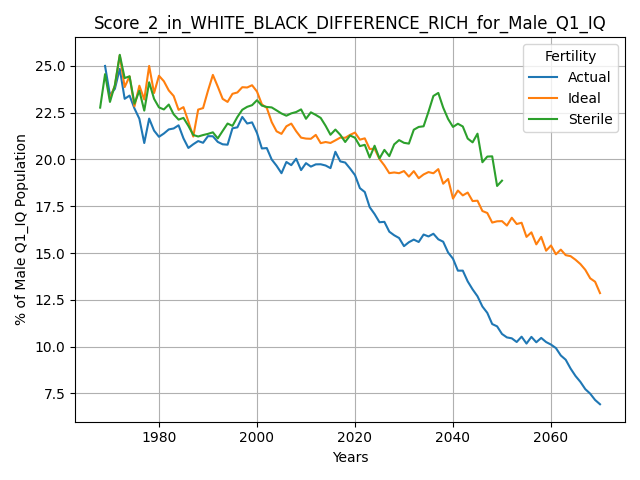 Score_2_in_WHITE_BLACK_DIFFERENCE_RICH_for_Male_Q1_IQ
Fertility
Actual
Ideal
Sterile
% of Male Q1_IQ Population
25.0
22.5
20.0
17.5
15.0
12.5
10.0
7.5
1980
2000
2020
2040
2060
Years